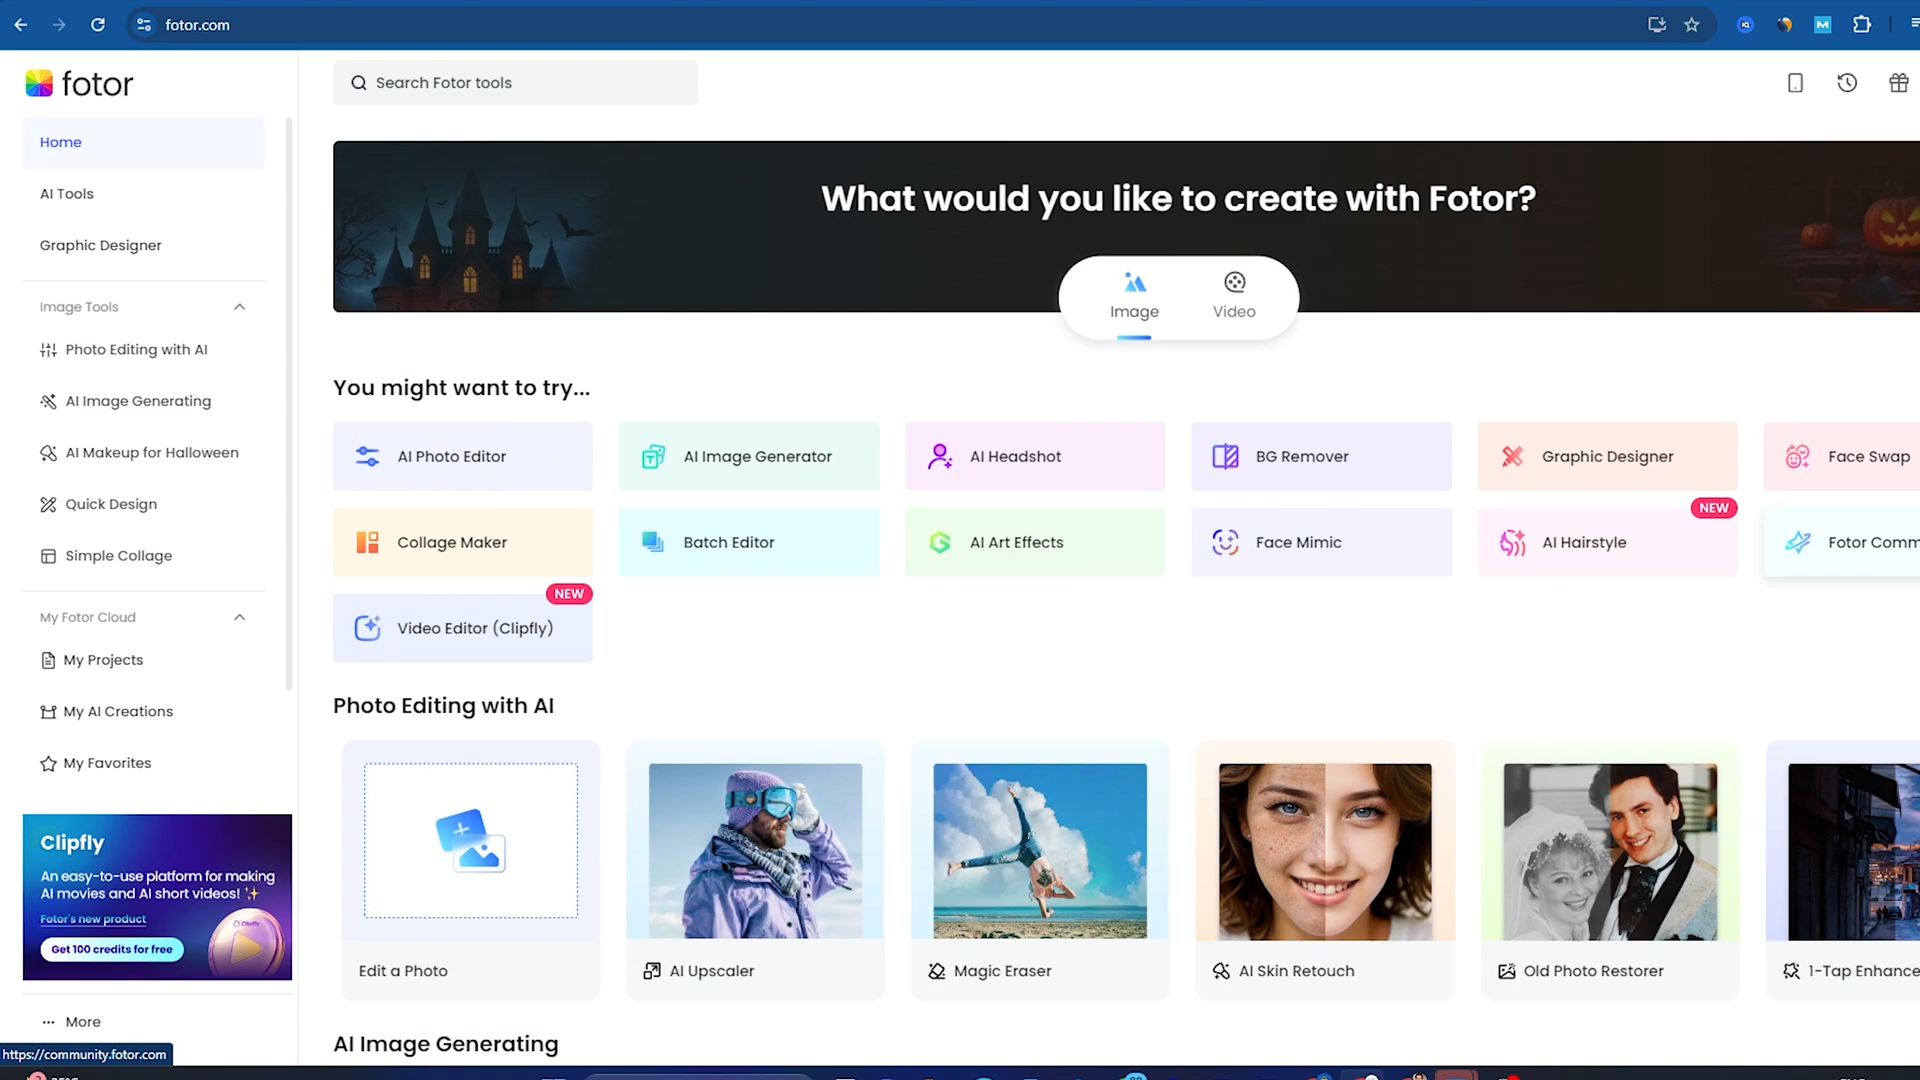 fotor.com
fotor
Search Fotor tools
Home
AI Tools
Graphic Designer
Image Tools
Photo Editing with AI
AI Image Generating
AI Makeup for Halloween
Quick Design
Simple Collage
My Fotor Cloud
My Projects
My AI Creations
My Favorites
Clipfly
An easy-to-use platform for making
AI movies and AI short videos! ✨
Fotor's new product
Get 100 credits for free
Clipfly
More
https://community.fotor.com
What would you like to create with Fotor?
Image
Video
You might want to try...
AI Photo Editor
AI Image Generator
AI Headshot
BG Remover
Graphic Designer
Face Swap
NEW
Collage Maker
Batch Editor
AI Art Effects
Face Mimic
AI Hairstyle
Fotor Comm
NEW
Video Editor (Clipfly)
Photo Editing with AI
Edit a Photo
AI Upscaler
Magic Eraser
AI Skin Retouch
Old Photo Restorer
1-Tap Enhance
AI Image Generating